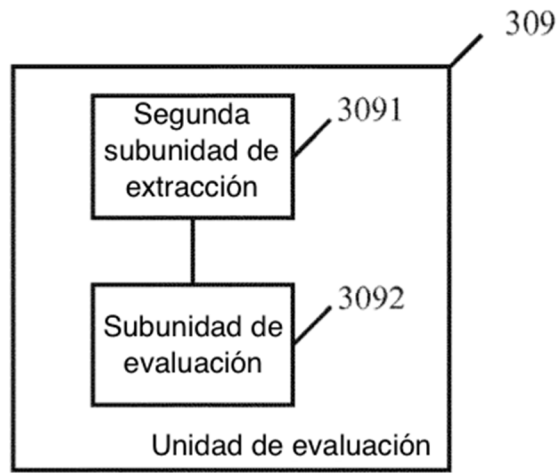 309
Segunda
subunidad de
extracción
3091
Subunidad de
evaluación
3092
Unidad de evaluación